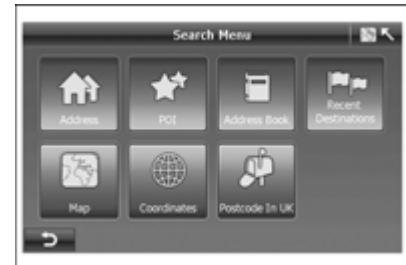 Search Menu
Address
POI
Address Book
Recent
Destinations
Map
Coordinates
Postcode In UK